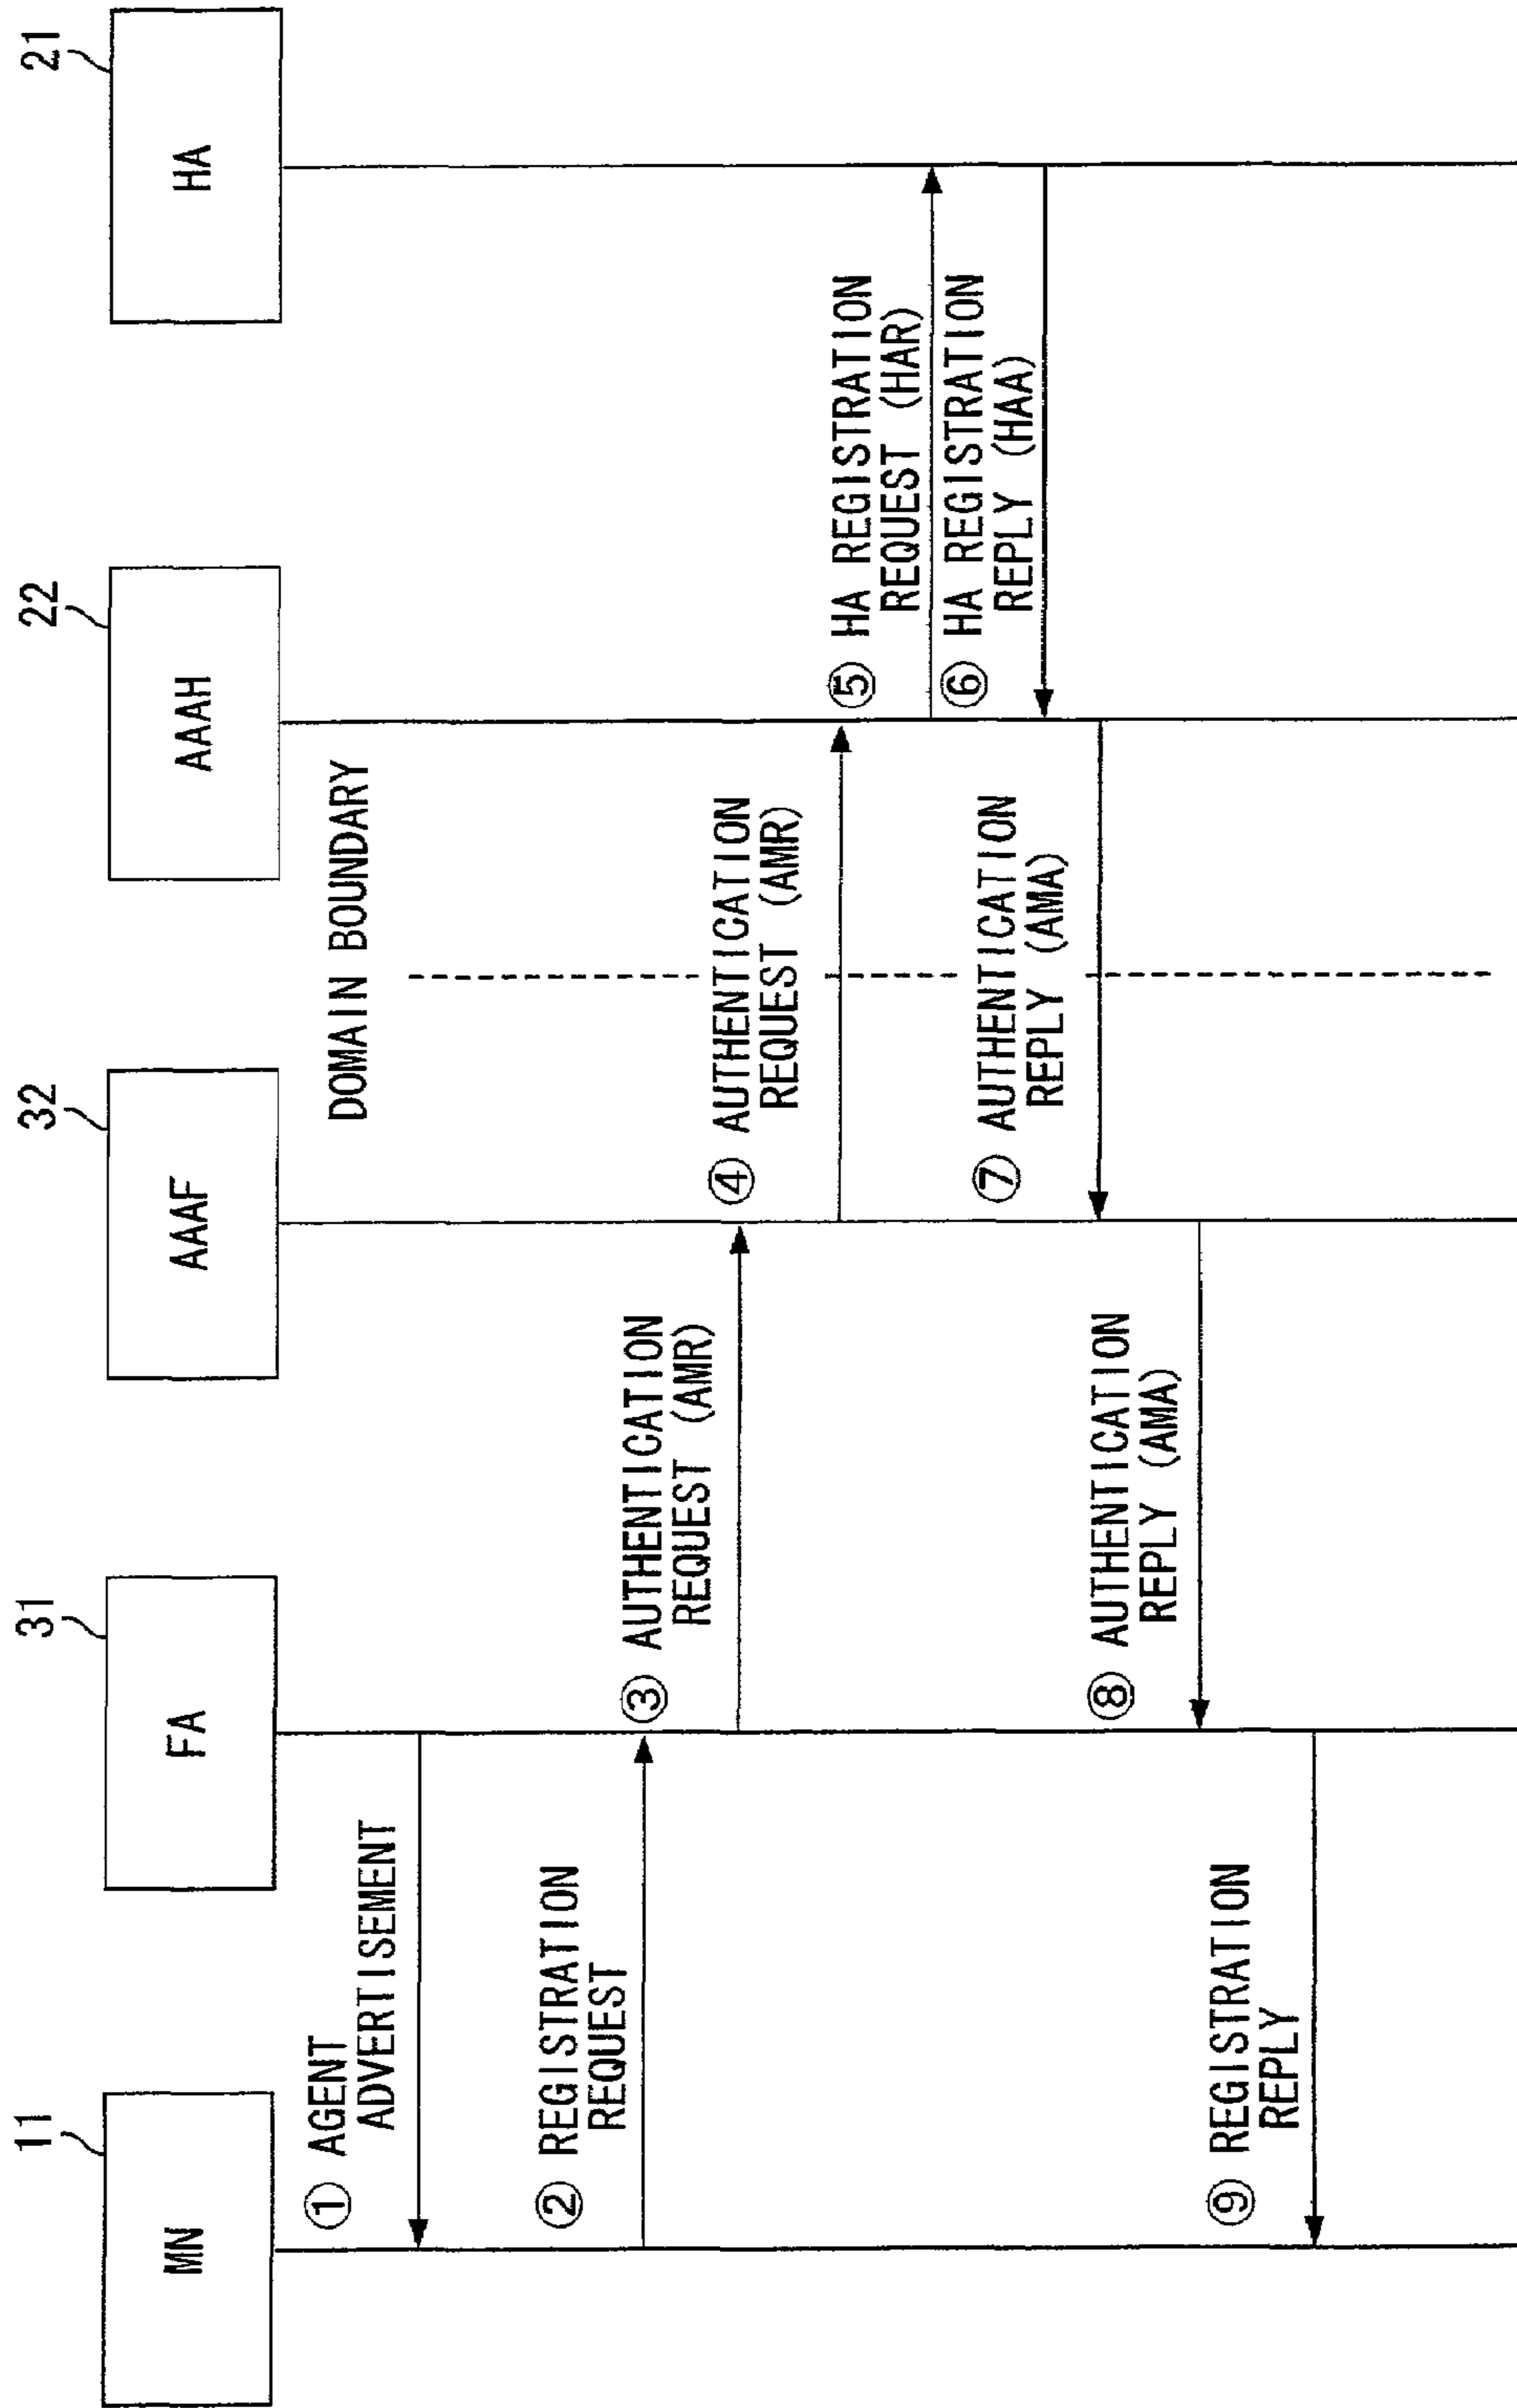 11
MN
31
FA
32
AAAF
22
AAAH
21
HA
DOMAIN BOUNDARY
① AGENT
ADVERTISEMENT
② REGISTRATION
REQUEST
③ AUTHENTICATION
REQUEST (AMR)
④ AUTHENTICATION
REQUEST (AMR)
⑤ HA REGISTRATION
REQUEST (HAR)
⑥ HA REGISTRATION
REPLY (HAA)
⑦ AUTHENTICATION
REPLY (AMA)
⑧ AUTHENTICATION
REPLY (AMA)
⑨ REGISTRATION
REPLY